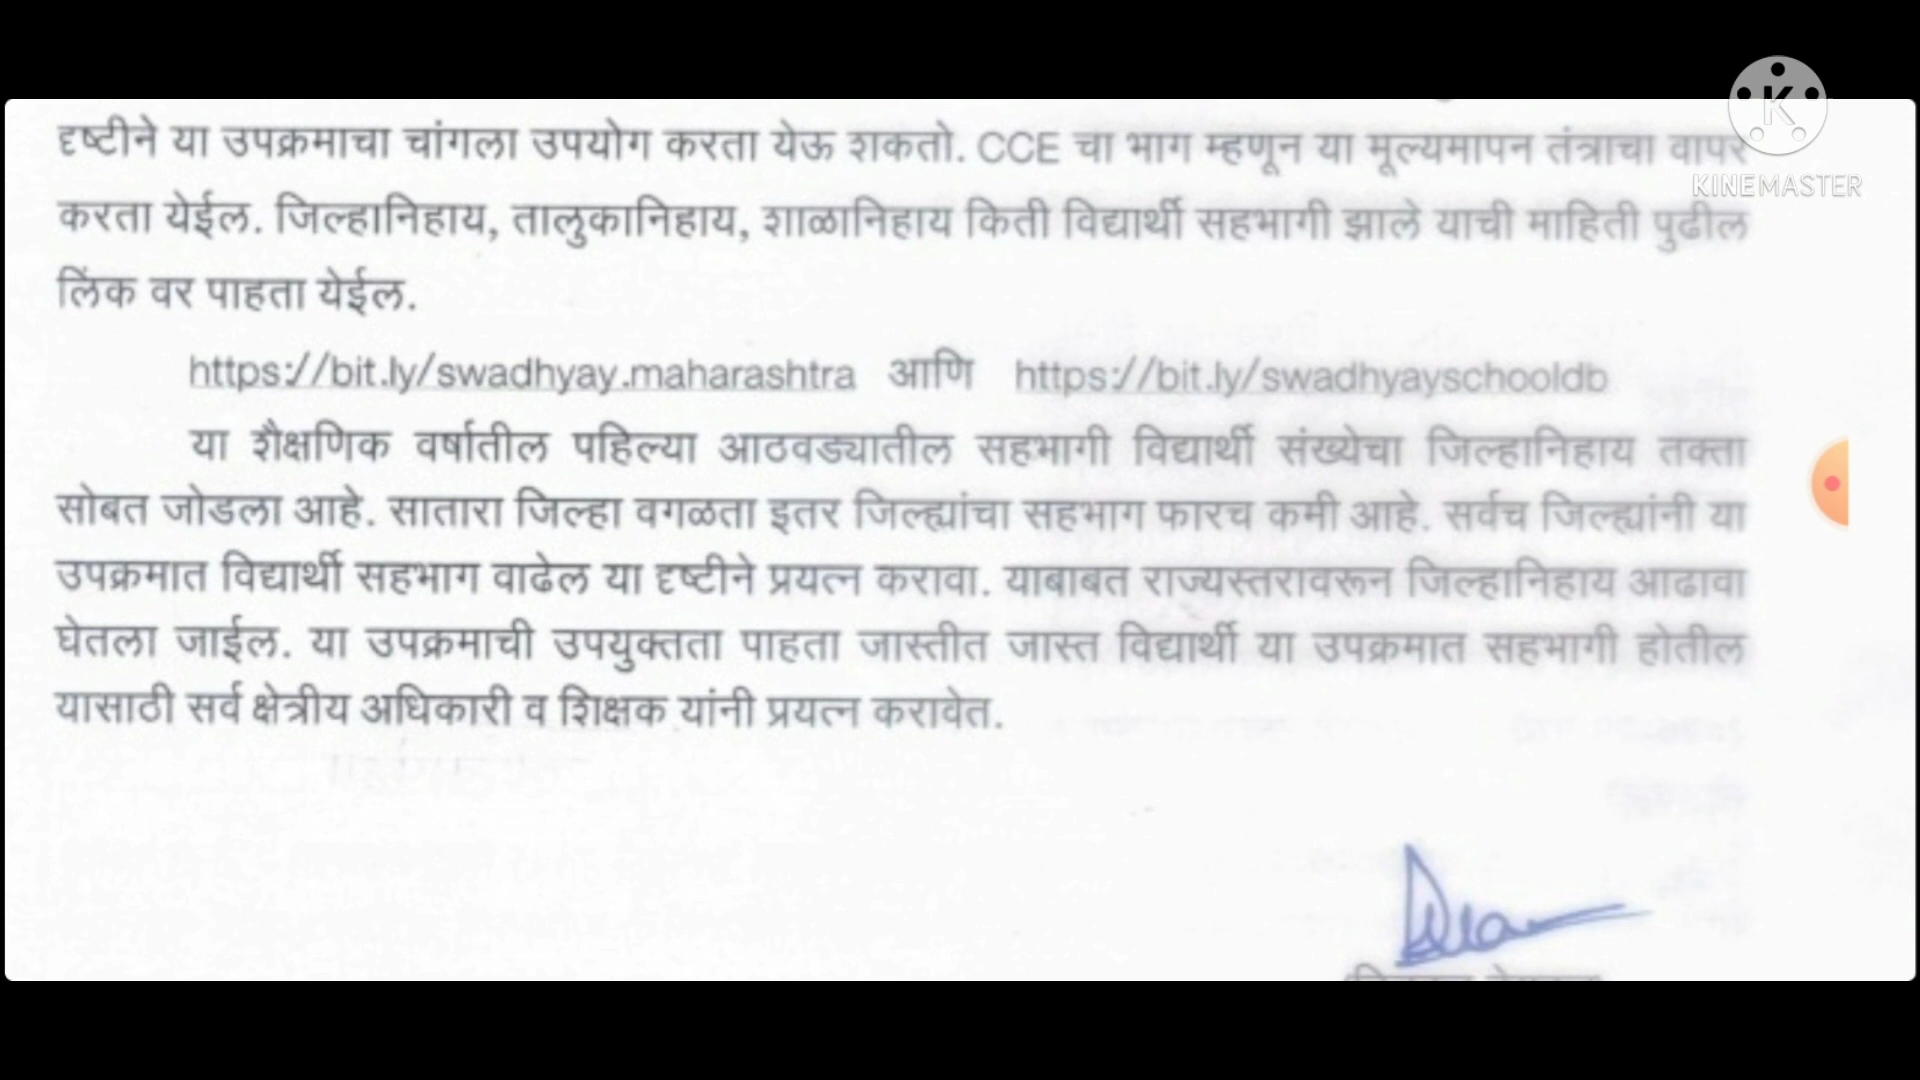 दृष्टीने या उपक्रमाचा चांगला उपयोग करता येऊ शकतो. CCE चा भाग म्हणून या मूल्यमापन तंत्राचा वापर
करता येईल. जिल्हानिहाय, तालुकानिहाय, शाळानिहाय किती विद्यार्थी सहभागी झाले याची माहिती पुढील
लिंक वर पाहता येईल.
https://bit.ly/swadhyay.maharashtra आणि https://bit.ly/swadhyayschooldb
या शैक्षणिक वर्षातील पहिल्या आठवड्यातील सहभागी विद्यार्थी संख्येचा जिल्हानिहाय तक्ता
सोबत जोडला आहे. सातारा जिल्हा वगळता इतर जिल्ह्यांचा सहभाग फारच कमी आहे. सर्वच जिल्ह्यांनी या
उपक्रमात विद्यार्थी सहभाग वाढेल या दृष्टीने प्रयत्न करावा. याबाबत राज्यस्तरावरून जिल्हानिहाय आढावा
घेतला जाईल. या उपक्रमाची उपयुक्तता पाहता जास्तीत जास्त विद्यार्थी या उपक्रमात सहभागी होतील
यासाठी सर्व क्षेत्रीय अधिकारी व शिक्षक यांनी प्रयत्न करावेत.
K
KINEMASTER